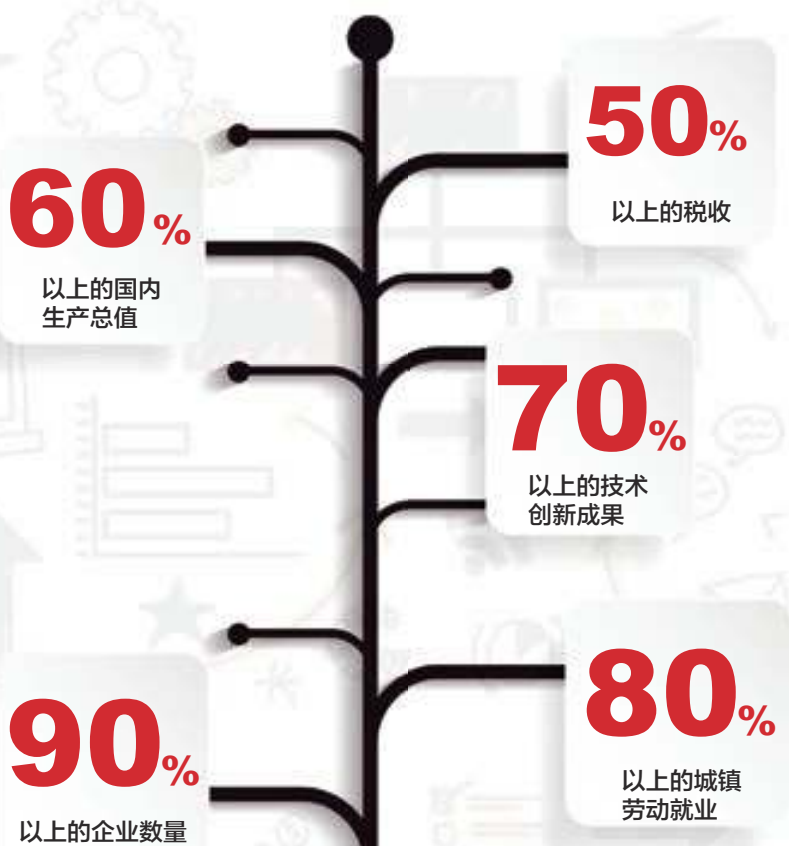 50%
以上的税收
60%
以上的国内
生产总值
70%
以上的技术
创新成果
80%
以上的城镇
劳动就业
90%
以上的企业数量